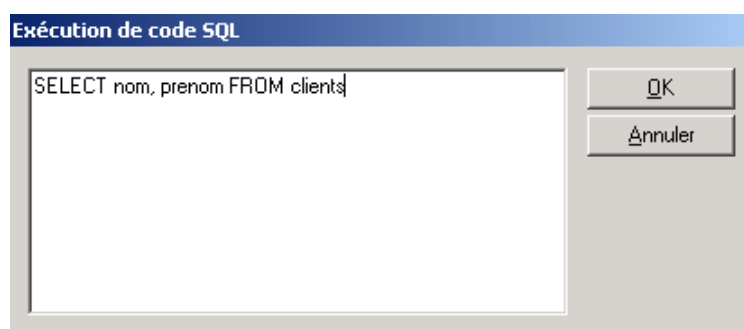 Exécution de code SQL
SELECT nom, prenom FROM clients
OK
Annuler